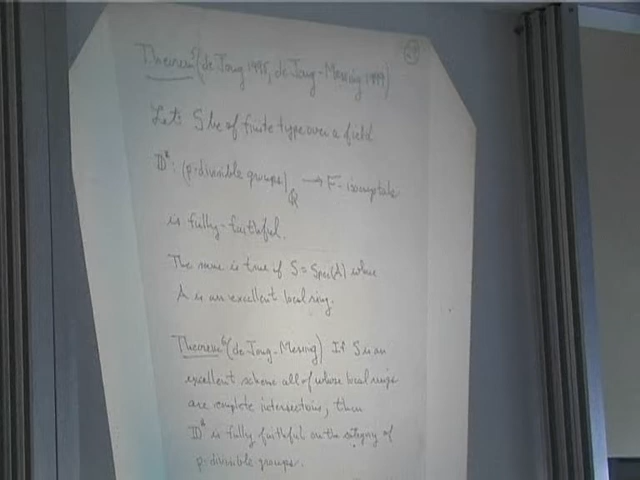 Theorem (de Jong 1995, de Jong-Messing 1999)
Let: S be of finite type over a field
𝔻*: (p-divisible groups)_ℚ → F-isocrystals
is fully-faithful.
The same is true if S = Spec(A) where
A is an excellent local ring.
Theorem (de Jong-Messing) If S is an
excellent scheme all of whose local rings
are complete intersections, then
𝔻* is fully faithful on the category of
p-divisible groups.